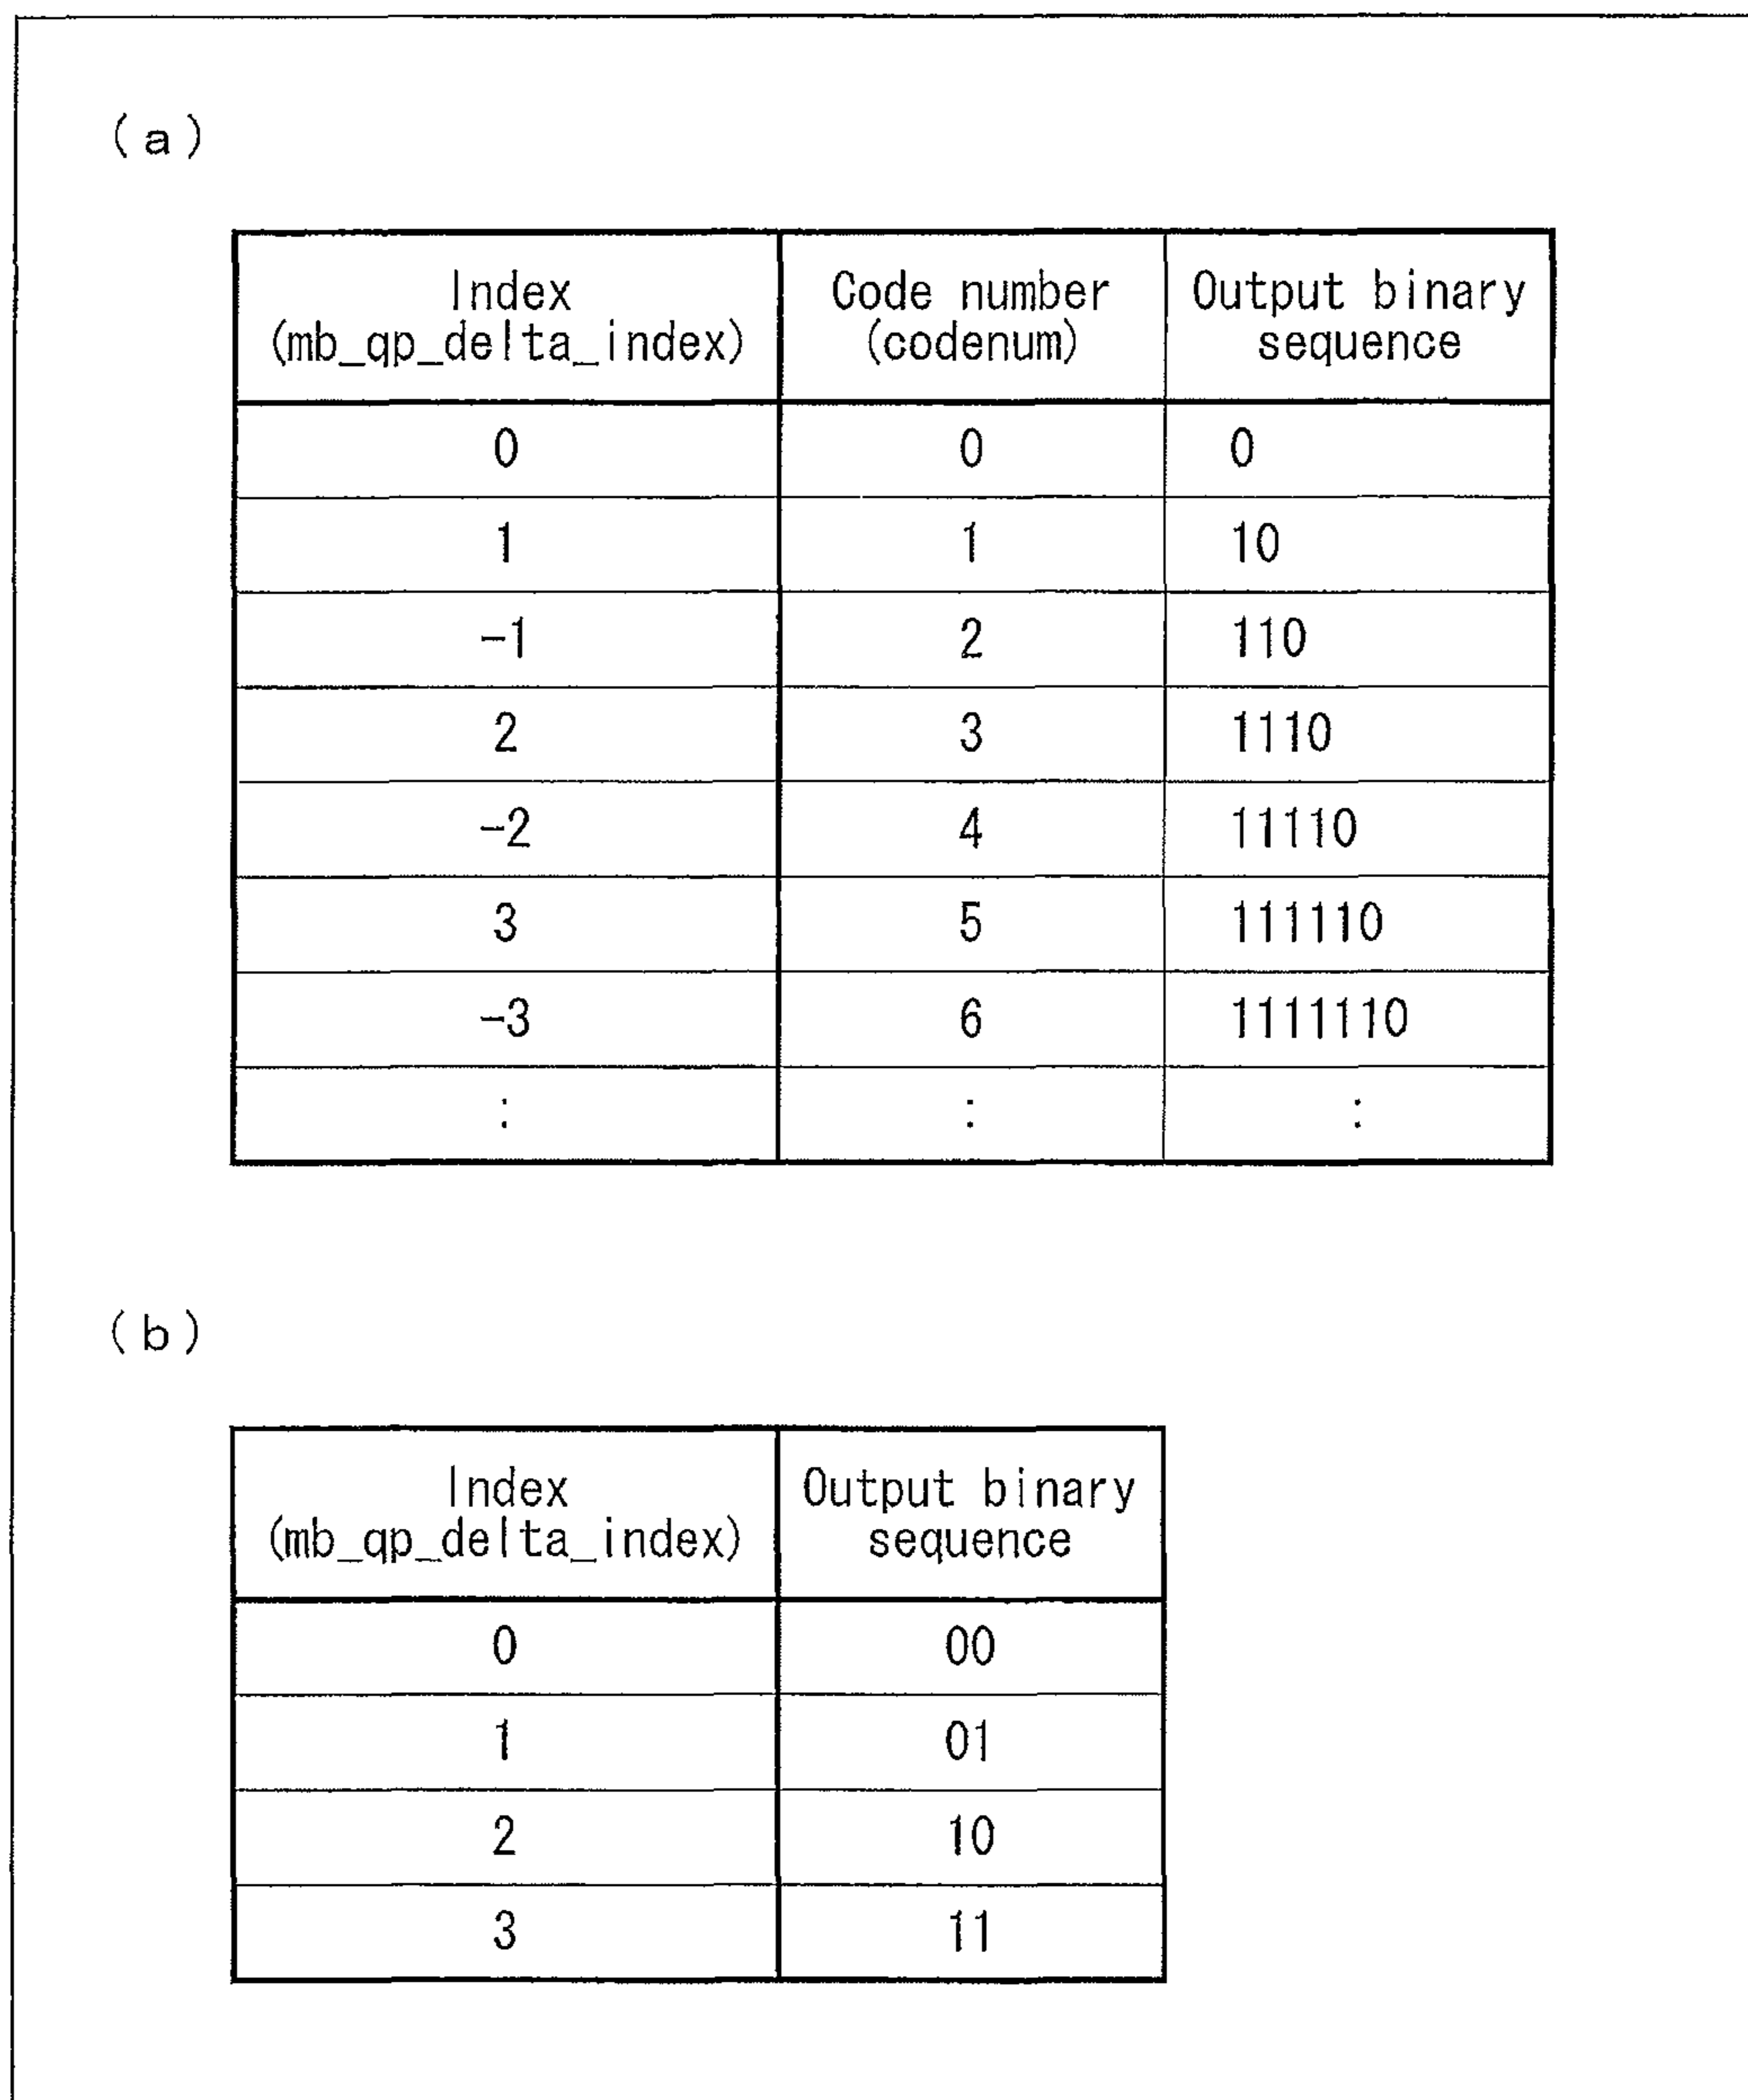 (a)
Index Code number Output binary
(mb_qp_delta_index) (codenum) sequence
0 0 0
1 1 10
-1 2 110
2 3 1110
-2 4 11110
3 5 111110
-3 6 1111110
: : :
(b)
Index Output binary
(mb_qp_delta_index) sequence
0 00
1 01
2 10
3 11